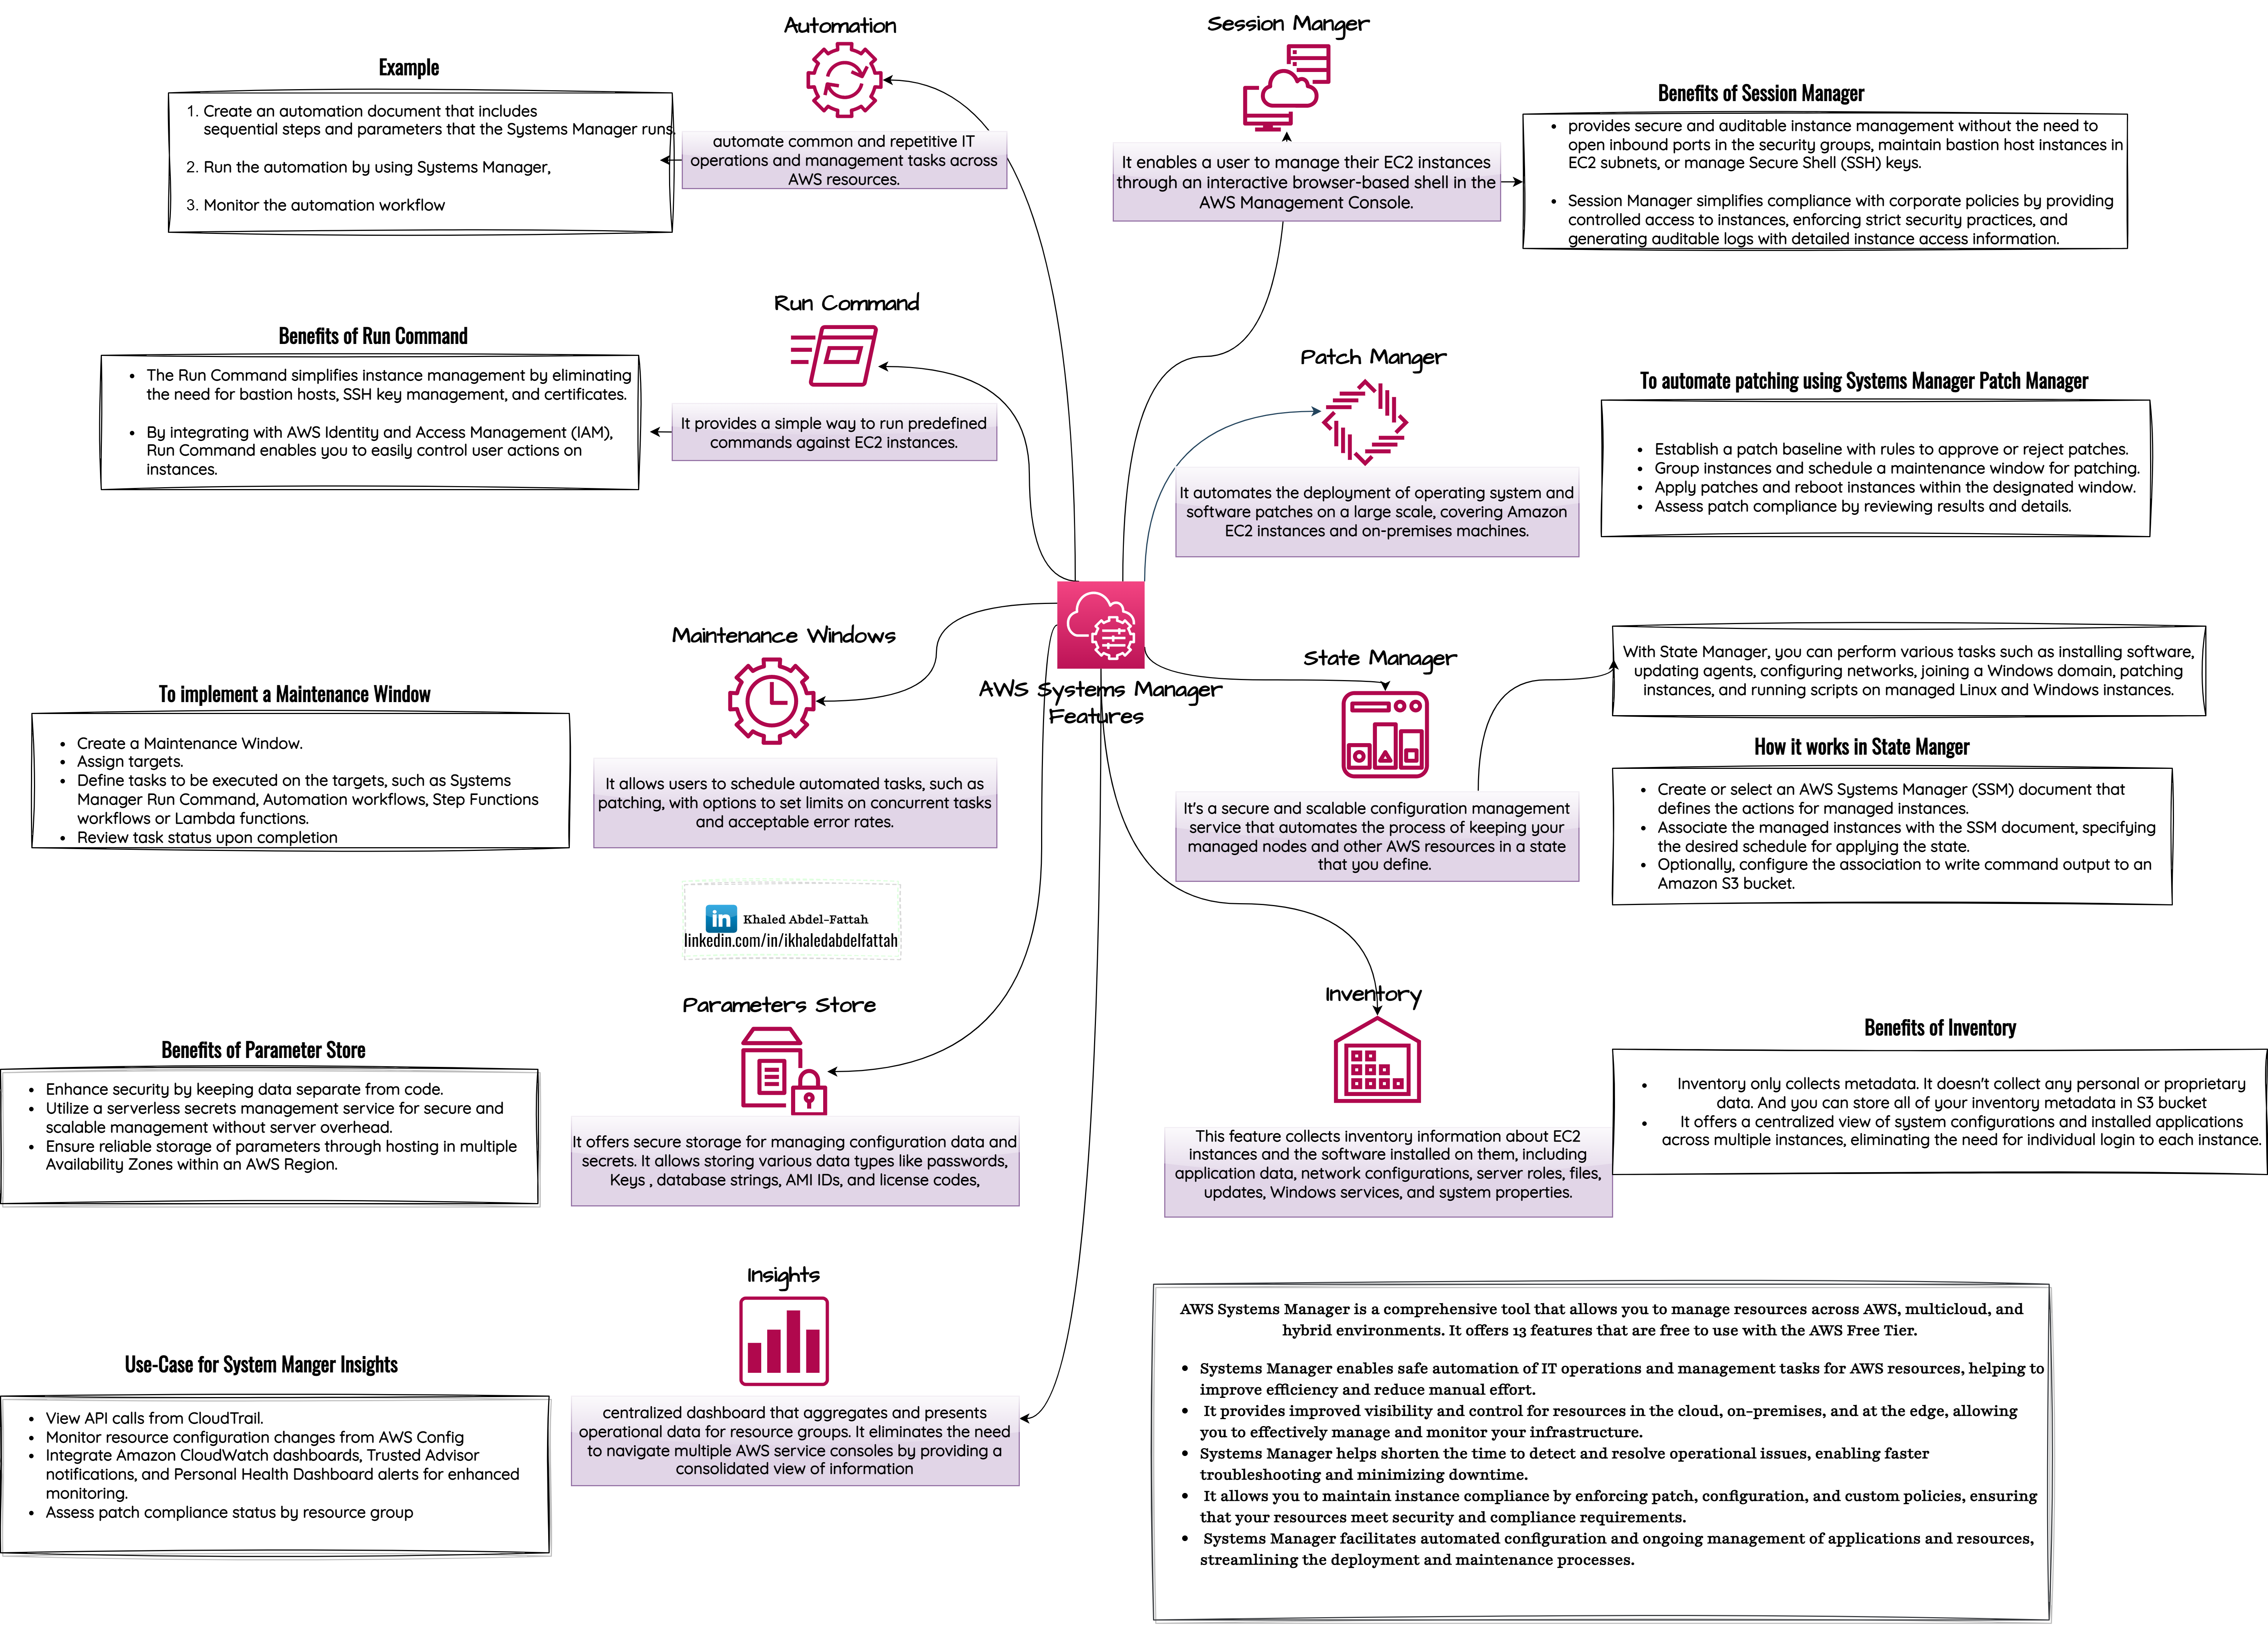 Automation
Example
1. Create an automation document that includes
sequential steps and parameters that the Systems Manager runs.
2. Run the automation by using Systems Manager,
3. Monitor the automation workflow
automate common and repetitive IT
operations and management tasks across
AWS resources.
Session Manger
It enables a user to manage their EC2 instances
through an interactive browser-based shell in the
AWS Management Console.
Benefits of Session Manager
• provides secure and auditable instance management without the need to
open inbound ports in the security groups, maintain bastion host instances in
EC2 subnets, or manage Secure Shell (SSH) keys.
• Session Manager simplifies compliance with corporate policies by providing
controlled access to instances, enforcing strict security practices, and
generating auditable logs with detailed instance access information.
Run Command
Benefits of Run Command
• The Run Command simplifies instance management by eliminating
the need for bastion hosts, SSH key management, and certificates.
• By integrating with AWS Identity and Access Management (IAM),
Run Command enables you to easily control user actions on
instances.
It provides a simple way to run predefined
commands against EC2 instances.
Patch Manger
It automates the deployment of operating system and
software patches on a large scale, covering Amazon
EC2 instances and on-premises machines.
To automate patching using Systems Manager Patch Manager
• Establish a patch baseline with rules to approve or reject patches.
• Group instances and schedule a maintenance window for patching.
• Apply patches and reboot instances within the designated window.
• Assess patch compliance by reviewing results and details.
AWS Systems Manager
Features
Maintenance Windows
To implement a Maintenance Window
• Create a Maintenance Window.
• Assign targets.
• Define tasks to be executed on the targets, such as Systems
Manager Run Command, Automation workflows, Step Functions
workflows or Lambda functions.
• Review task status upon completion
It allows users to schedule automated tasks, such as
patching, with options to set limits on concurrent tasks
and acceptable error rates.
State Manager
It's a secure and scalable configuration management
service that automates the process of keeping your
managed nodes and other AWS resources in a state
that you define.
With State Manager, you can perform various tasks such as installing software,
updating agents, configuring networks, joining a Windows domain, patching
instances, and running scripts on managed Linux and Windows instances.
How it works in State Manger
• Create or select an AWS Systems Manager (SSM) document that
defines the actions for managed instances.
• Associate the managed instances with the SSM document, specifying
the desired schedule for applying the state.
• Optionally, configure the association to write command output to an
Amazon S3 bucket.
in Khaled Abdel-Fattah
linkedin.com/in/ikhaledabdelfattah
Parameters Store
Benefits of Parameter Store
• Enhance security by keeping data separate from code.
• Utilize a serverless secrets management service for secure and
scalable management without server overhead.
• Ensure reliable storage of parameters through hosting in multiple
Availability Zones within an AWS Region.
It offers secure storage for managing configuration data and
secrets. It allows storing various data types like passwords,
Keys , database strings, AMI IDs, and license codes,
Inventory
This feature collects inventory information about EC2
instances and the software installed on them, including
application data, network configurations, server roles, files,
updates, Windows services, and system properties.
Benefits of Inventory
• Inventory only collects metadata. It doesn't collect any personal or proprietary
data. And you can store all of your inventory metadata in S3 bucket
• It offers a centralized view of system configurations and installed applications
across multiple instances, eliminating the need for individual login to each instance.
Insights
Use-Case for System Manger Insights
• View API calls from CloudTrail.
• Monitor resource configuration changes from AWS Config
• Integrate Amazon CloudWatch dashboards, Trusted Advisor
notifications, and Personal Health Dashboard alerts for enhanced
monitoring.
• Assess patch compliance status by resource group
centralized dashboard that aggregates and presents
operational data for resource groups. It eliminates the need
to navigate multiple AWS service consoles by providing a
consolidated view of information
AWS Systems Manager is a comprehensive tool that allows you to manage resources across AWS, multicloud, and
hybrid environments. It offers 13 features that are free to use with the AWS Free Tier.
• Systems Manager enables safe automation of IT operations and management tasks for AWS resources, helping to
improve efficiency and reduce manual effort.
• It provides improved visibility and control for resources in the cloud, on-premises, and at the edge, allowing
you to effectively manage and monitor your infrastructure.
• Systems Manager helps shorten the time to detect and resolve operational issues, enabling faster
troubleshooting and minimizing downtime.
• It allows you to maintain instance compliance by enforcing patch, configuration, and custom policies, ensuring
that your resources meet security and compliance requirements.
• Systems Manager facilitates automated configuration and ongoing management of applications and resources,
streamlining the deployment and maintenance processes.